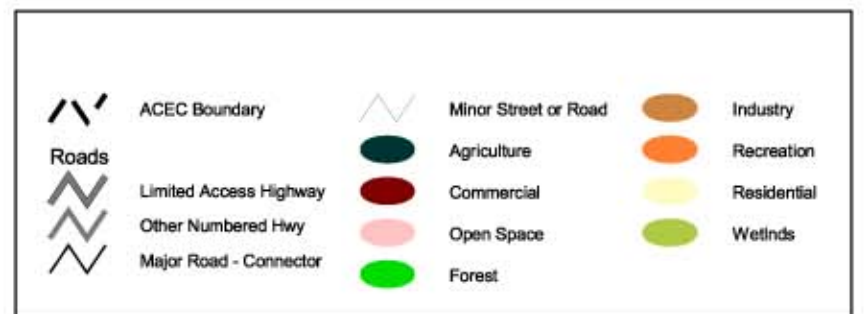 ACEC Boundary
Roads
Limited Access Highway
Other Numbered Hwy
Major Road - Connector
Minor Street or Road
Agriculture
Commercial
Open Space
Forest
Industry
Recreation
Residential
Wetlnds